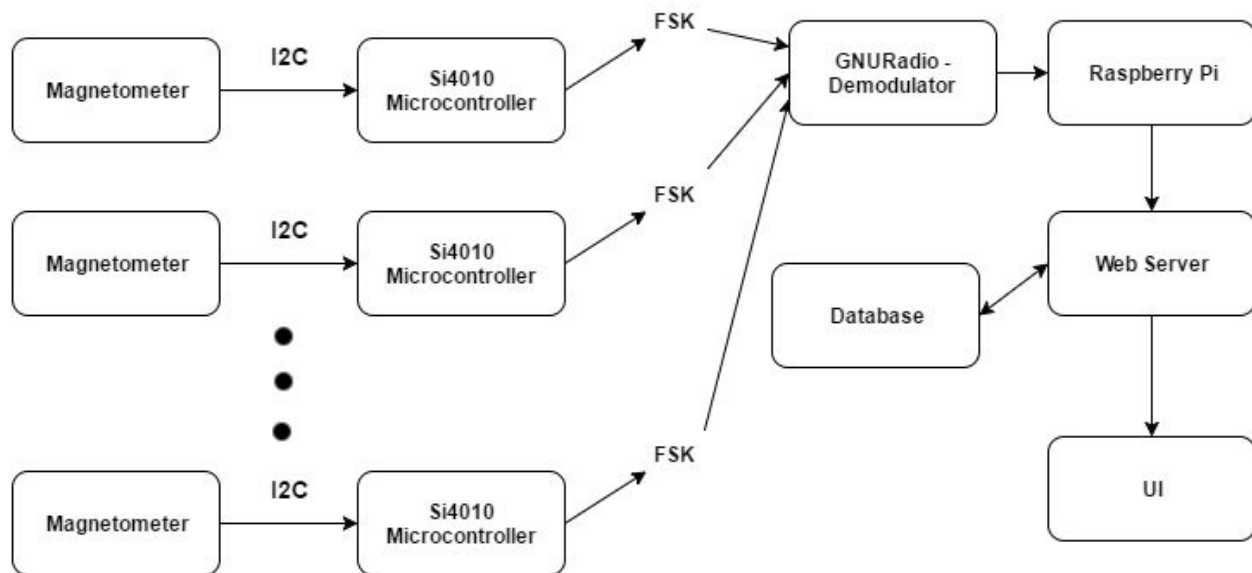 Magnetometer
I2C
Si4010
Microcontroller
FSK
GNURadio -
Demodulator
Raspberry Pi
Magnetometer
I2C
Si4010
Microcontroller
FSK
Web Server
Database
Magnetometer
I2C
Si4010
Microcontroller
FSK
UI